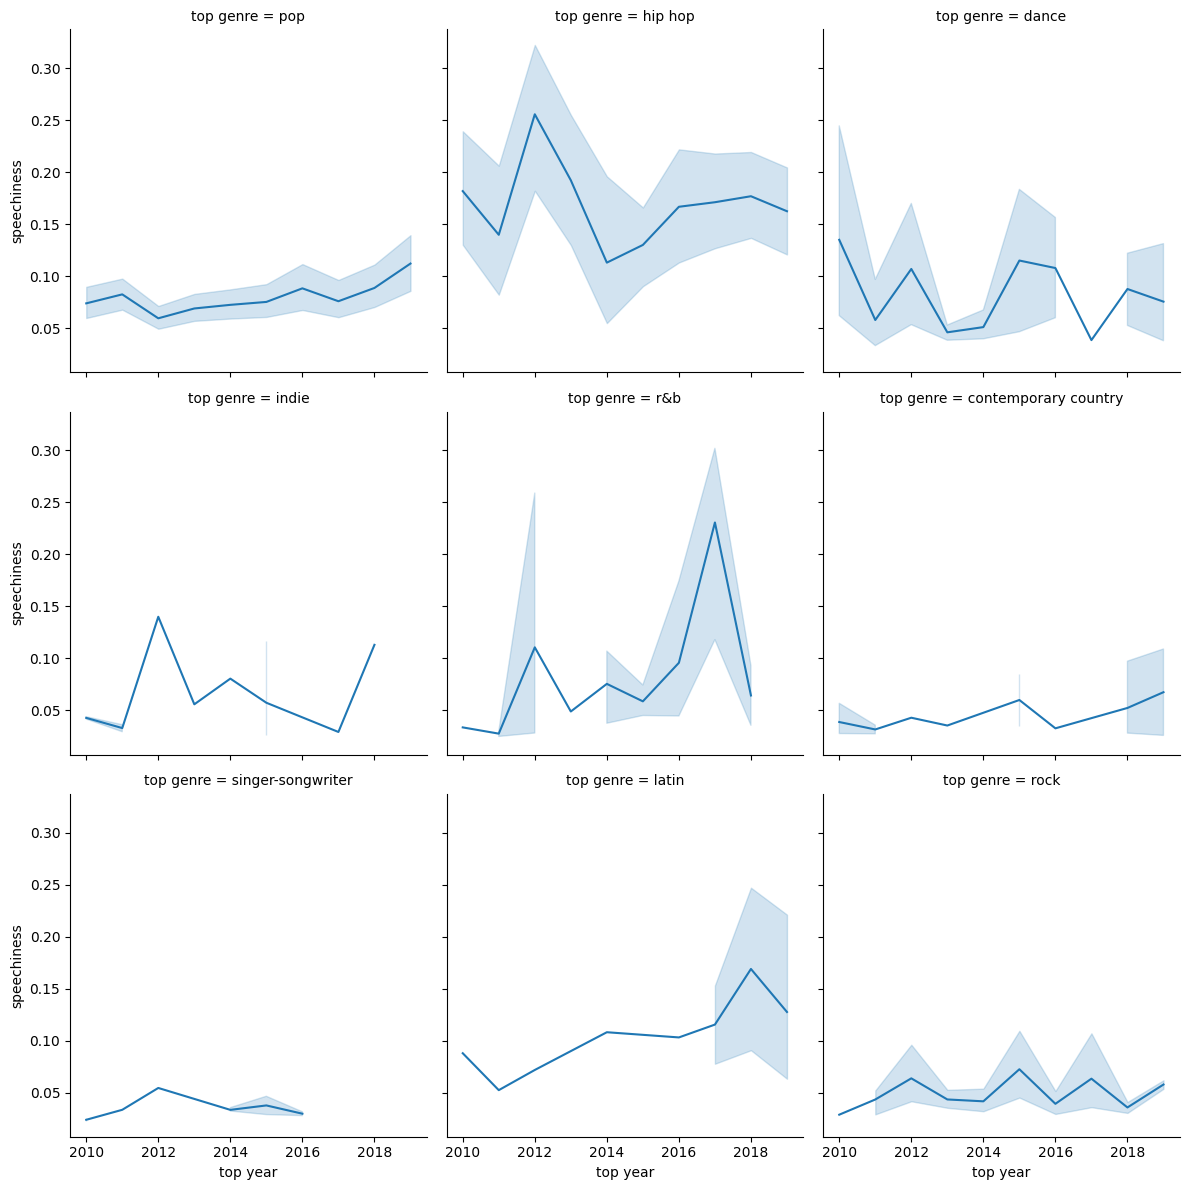 top genre = pop
top genre = hip hop
top genre = dance
0.30
0.25
0.20
0.15
0.10
0.05
speechiness
top genre = indie
top genre = r&b
top genre = contemporary country
0.30
0.25
0.20
0.15
0.10
0.05
speechiness
top genre = singer-songwriter
top genre = latin
top genre = rock
0.30
0.25
0.20
0.15
0.10
0.05
speechiness
2010 2012 2014 2016 2018
2010 2012 2014 2016 2018
2010 2012 2014 2016 2018
top year
top year
top year